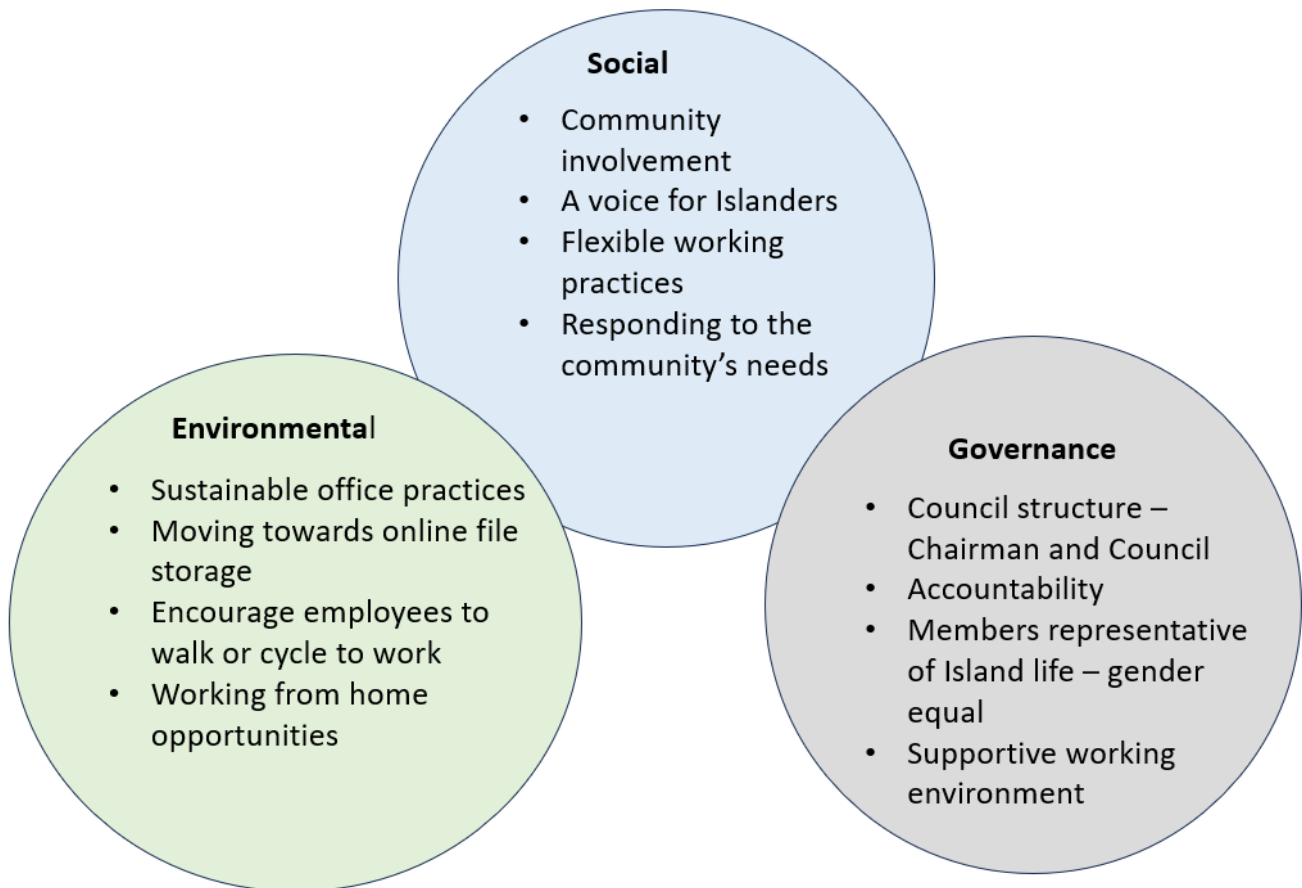 Social
• Community
involvement
• A voice for Islanders
• Flexible working
practices
• Responding to the
community’s needs
Environmental
• Sustainable office practices
• Moving towards online file
storage
• Encourage employees to
walk or cycle to work
• Working from home
opportunities
Governance
• Council structure –
Chairman and Council
• Accountability
• Members representative
of Island life – gender
equal
• Supportive working
environment